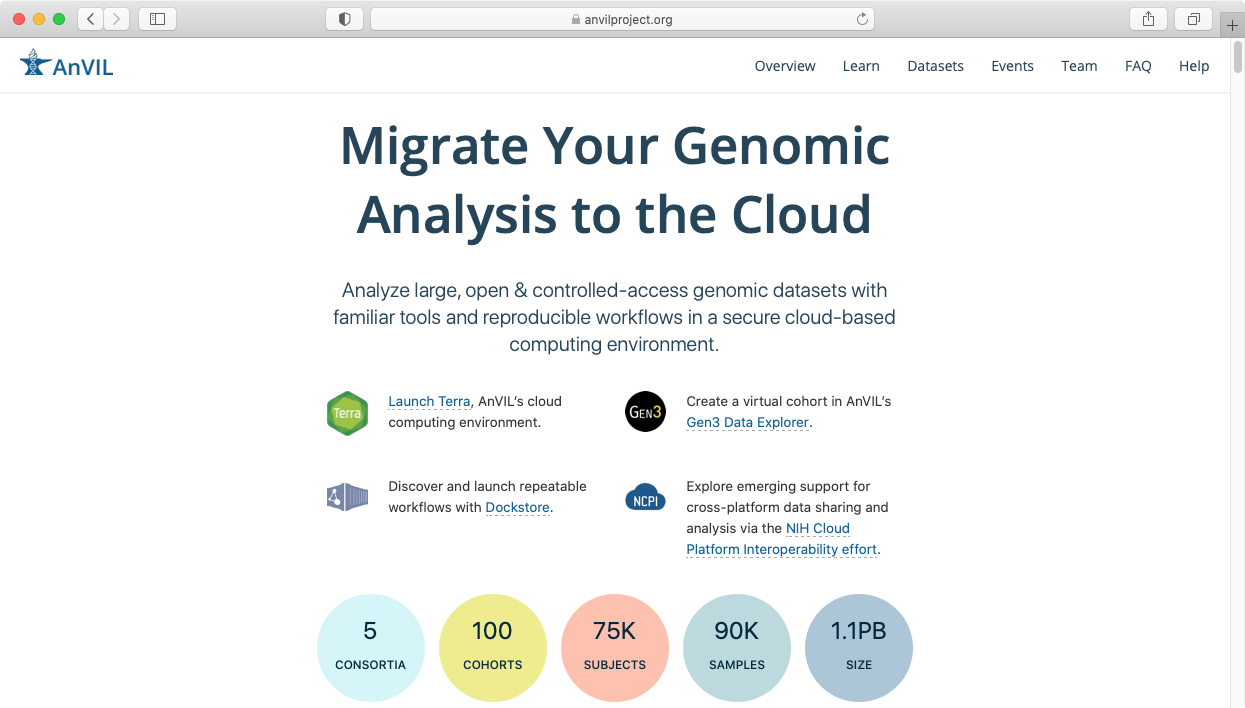 anvilproject.org
AnVIL
Overview Learn Datasets Events Team FAQ Help
Migrate Your Genomic
Analysis to the Cloud
Analyze large, open & controlled-access genomic datasets with
familiar tools and reproducible workflows in a secure cloud-based
computing environment.
Terra
Launch Terra, AnVIL’s cloud
computing environment.
GEN3
Create a virtual cohort in AnVIL’s
Gen3 Data Explorer.
Discover and launch repeatable
workflows with Dockstore.
NCPI
Explore emerging support for
cross-platform data sharing and
analysis via the NIH Cloud
Platform Interoperability effort.
5
CONSORTIA
100
COHORTS
75K
SUBJECTS
90K
SAMPLES
1.1PB
SIZE